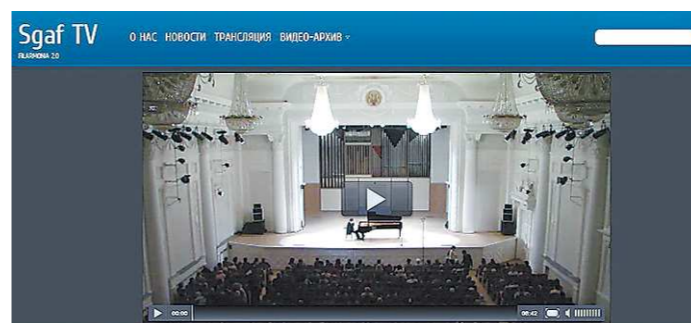 Sgaf TV
FILARMONIA 2.0
О НАС НОВОСТИ ТРАНСЛЯЦИЯ ВИДЕО-АРХИВ
00:00
00:42